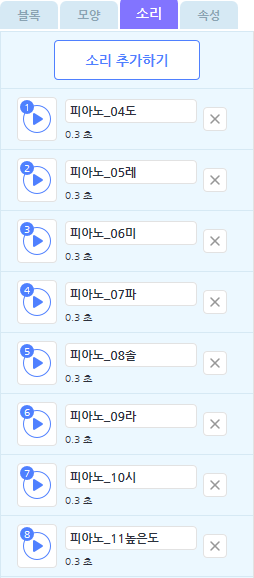 블록 모양 소리 속성
소리 추가하기
1 피아노_04도
0.3 초
2 피아노_05레
0.3 초
3 피아노_06미
0.3 초
4 피아노_07파
0.3 초
5 피아노_08솔
0.3 초
6 피아노_09라
0.3 초
7 피아노_10시
0.3 초
8 피아노_11높은도
0.3 초